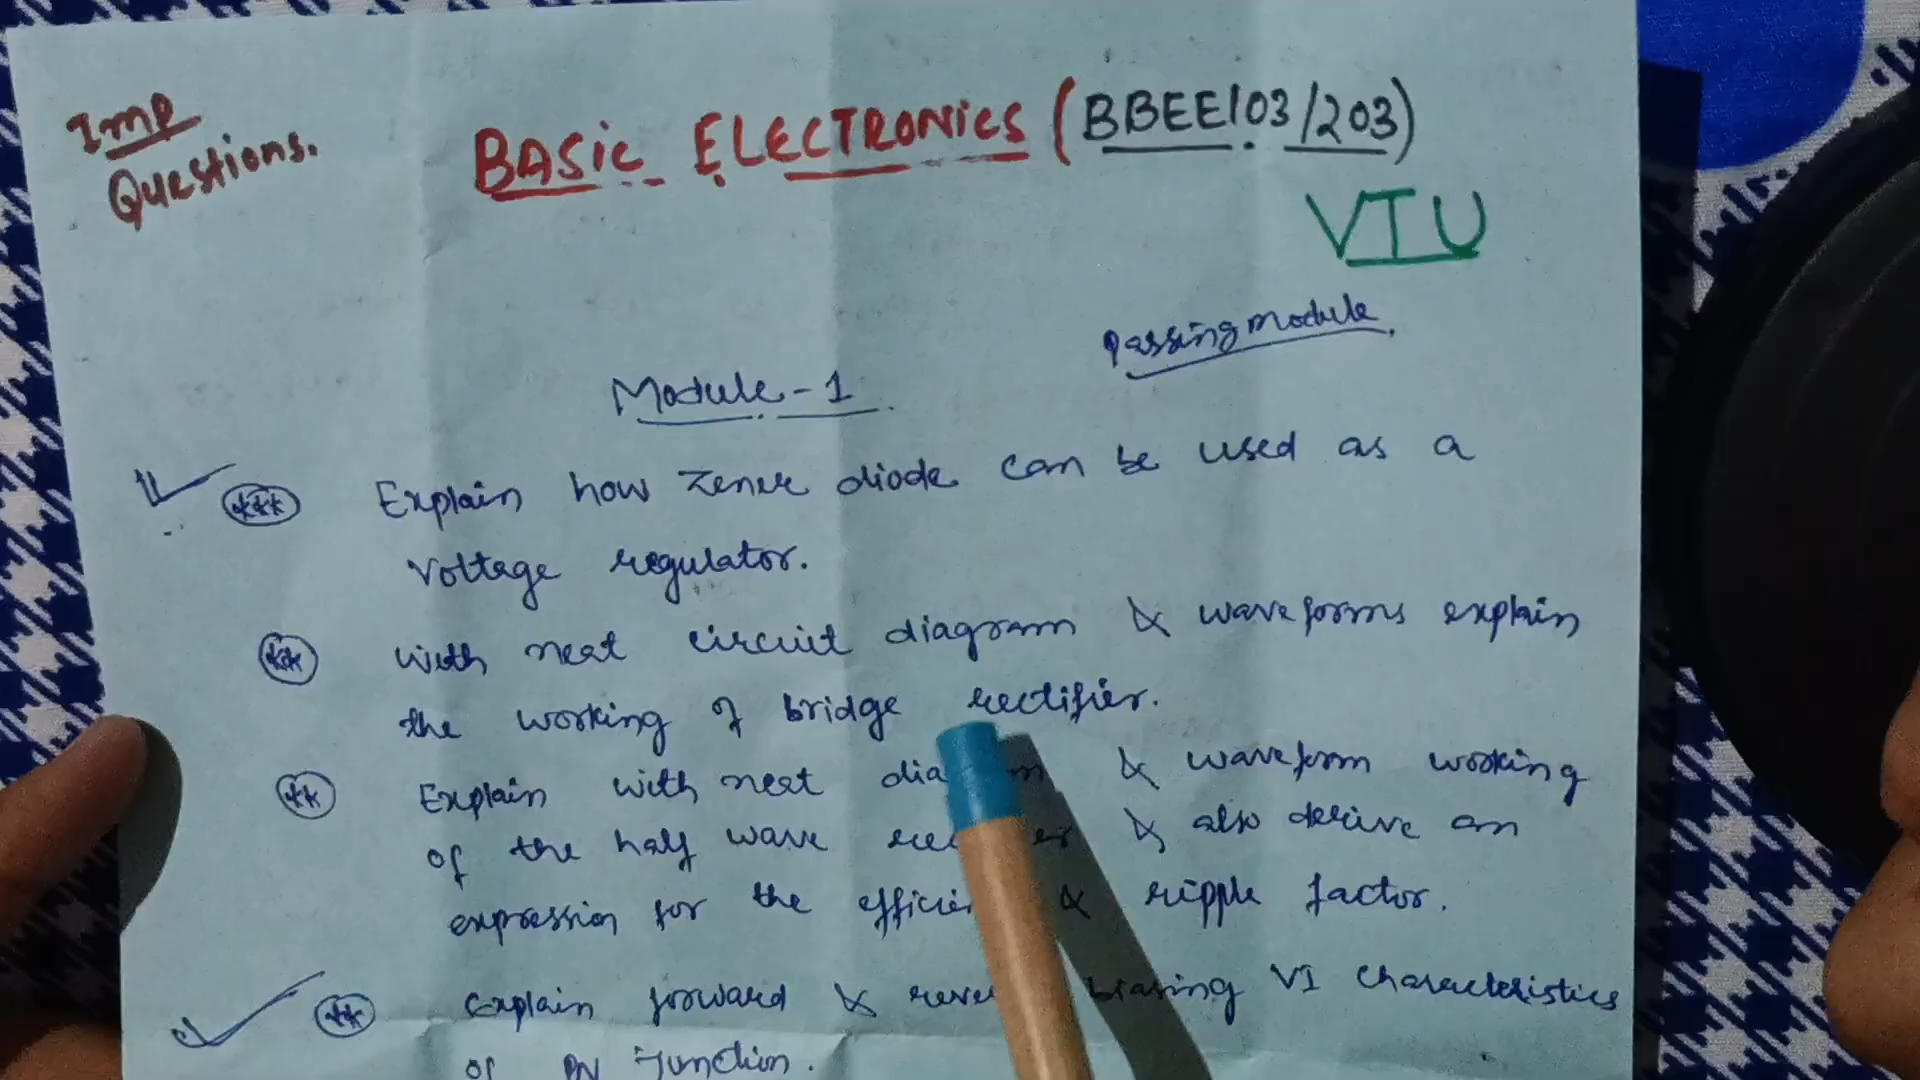 Imp
Questions.
BASIC ELECTRONICS (BBEE103/203)
VTU
Passing module
Module - 1
*** Explain how zener diode can be used as a
Voltage regulator.
** with neat circuit diagram & waveforms explain
the working of bridge rectifier.
** Explain with neat & waveform working
of the half wave & also derive an
expression for the & ripple factor.
** Explain forward & biasing VI characteristics
of PN Junction.